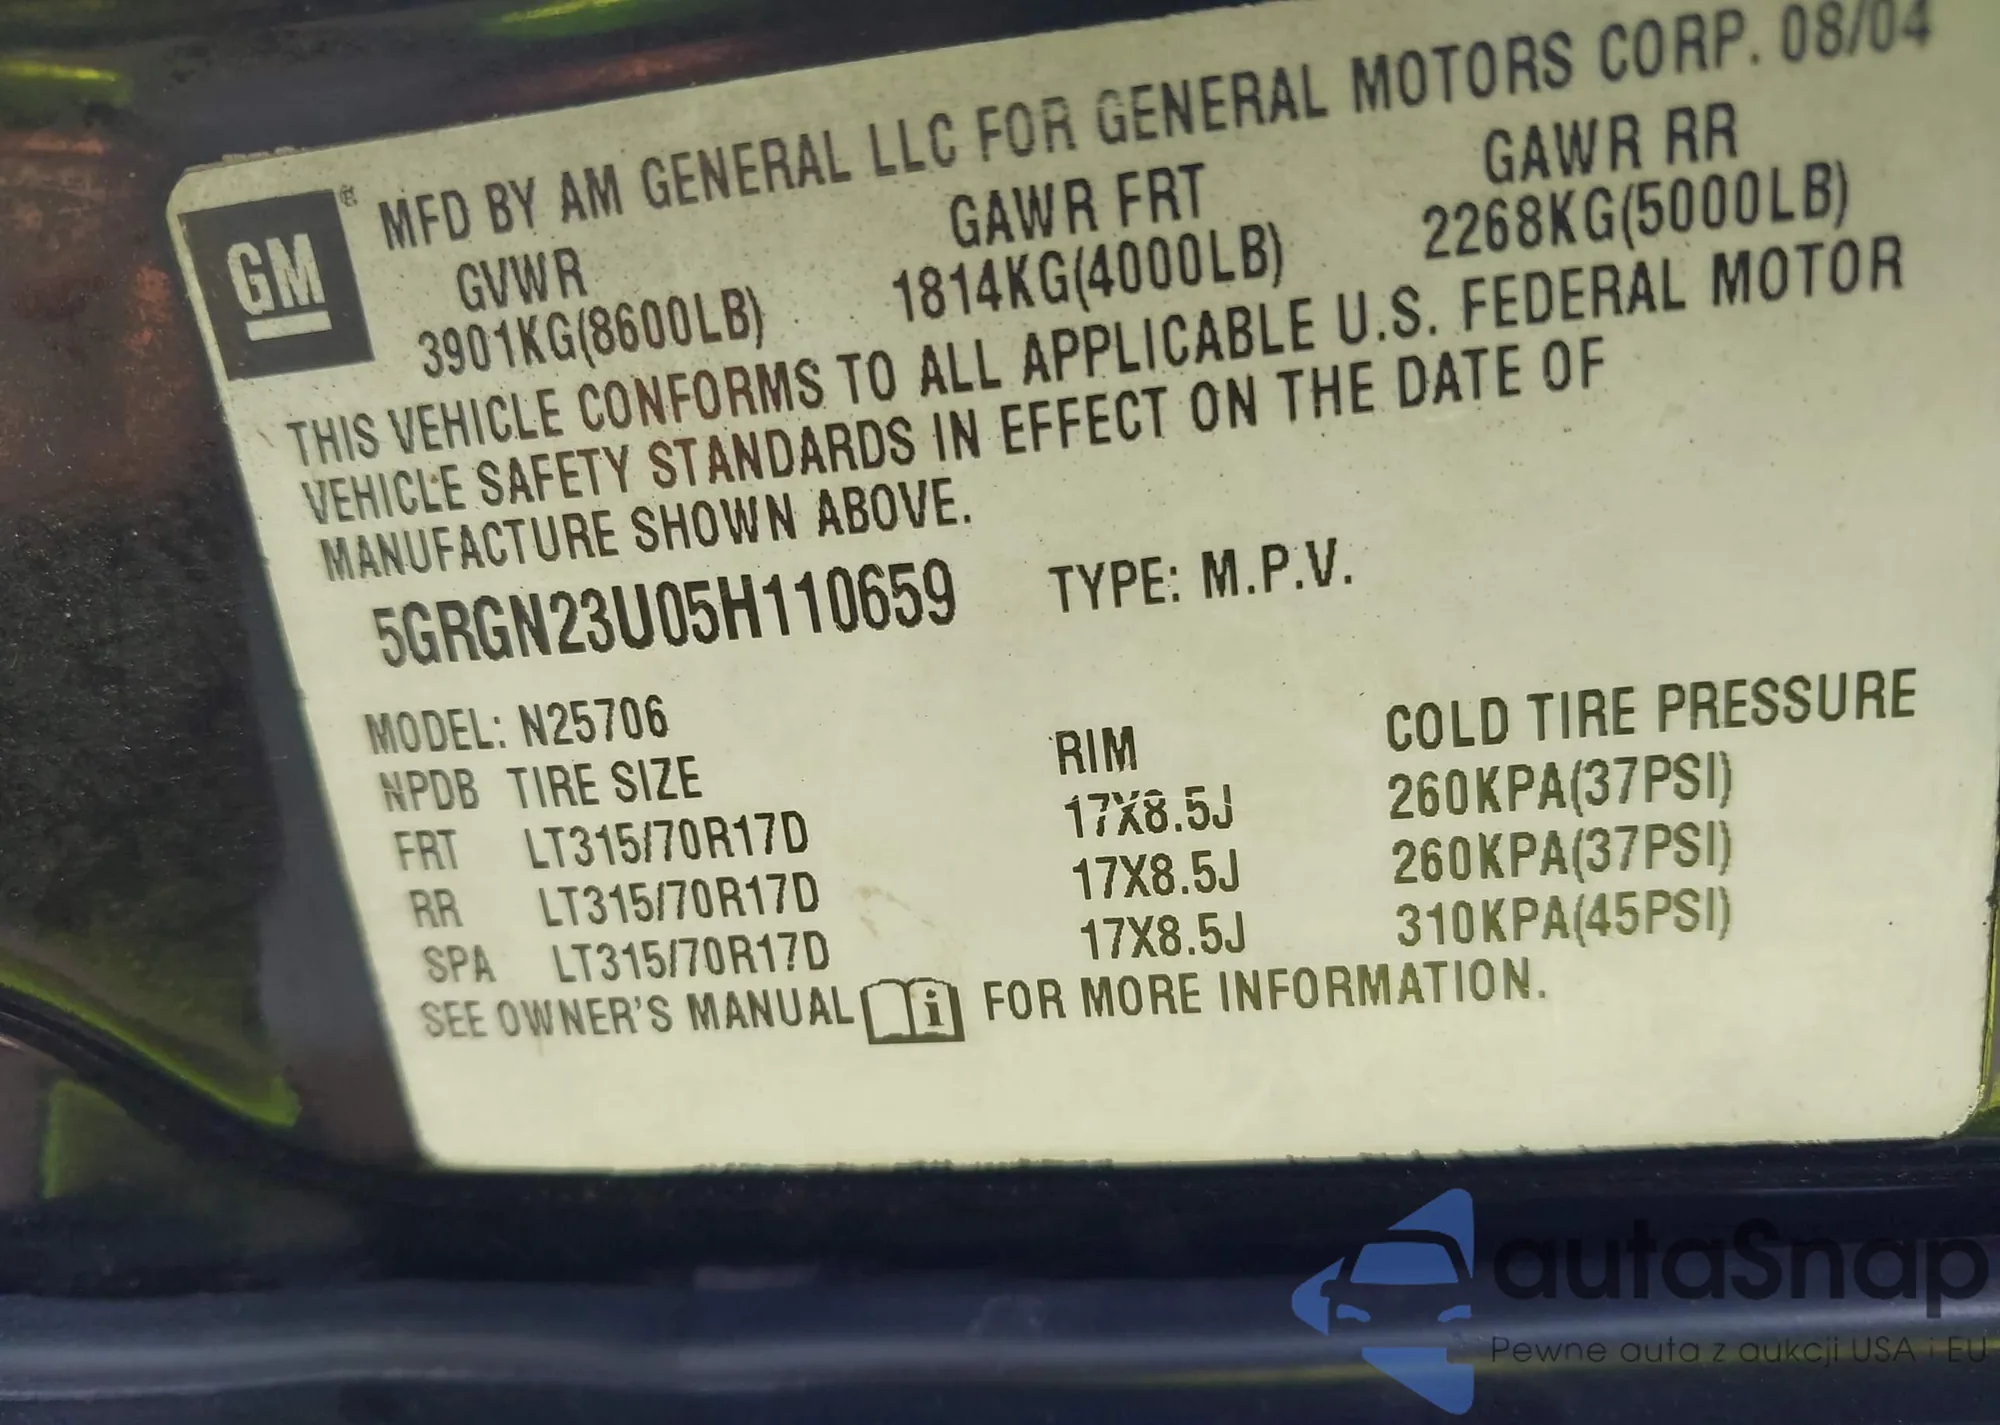 MFD BY AM GENERAL LLC FOR GENERAL MOTORS CORP. 08/04
GM®
GVWR GAWR FRT GAWR RR
3901KG(8600LB) 1814KG(4000LB) 2268KG(5000LB)
THIS VEHICLE CONFORMS TO ALL APPLICABLE U.S. FEDERAL MOTOR
VEHICLE SAFETY STANDARDS IN EFFECT ON THE DATE OF
MANUFACTURE SHOWN ABOVE.
5GRGN23U05H110659 TYPE: M.P.V.
MODEL: N25706
NPDB TIRE SIZE RIM COLD TIRE PRESSURE
FRT LT315/70R17D 17X8.5J 260KPA(37PSI)
RR LT315/70R17D 17X8.5J 260KPA(37PSI)
SPA LT315/70R17D 17X8.5J 310KPA(45PSI)
SEE OWNER'S MANUAL i FOR MORE INFORMATION.
autaSnap
Pewne auta z aukcji USA i EU